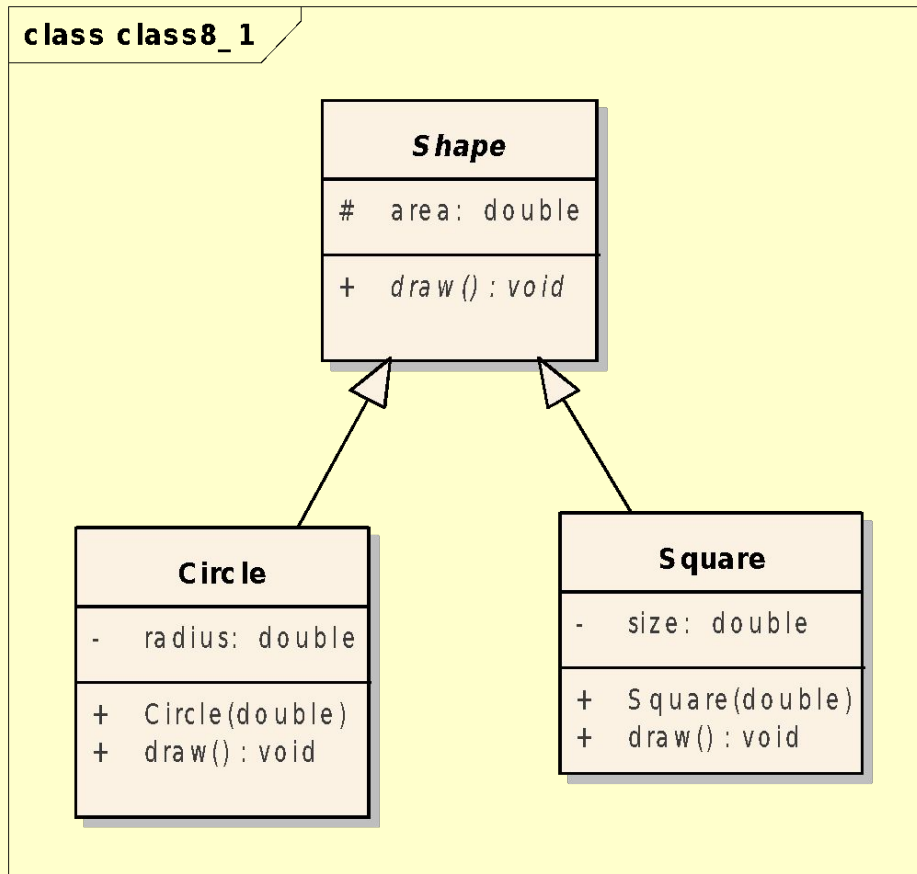 class class8_1
Shape
# area: double
+ draw() : void
Circle
- radius: double
+ Circle(double)
+ draw() : void
Square
- size: double
+ Square(double)
+ draw() : void